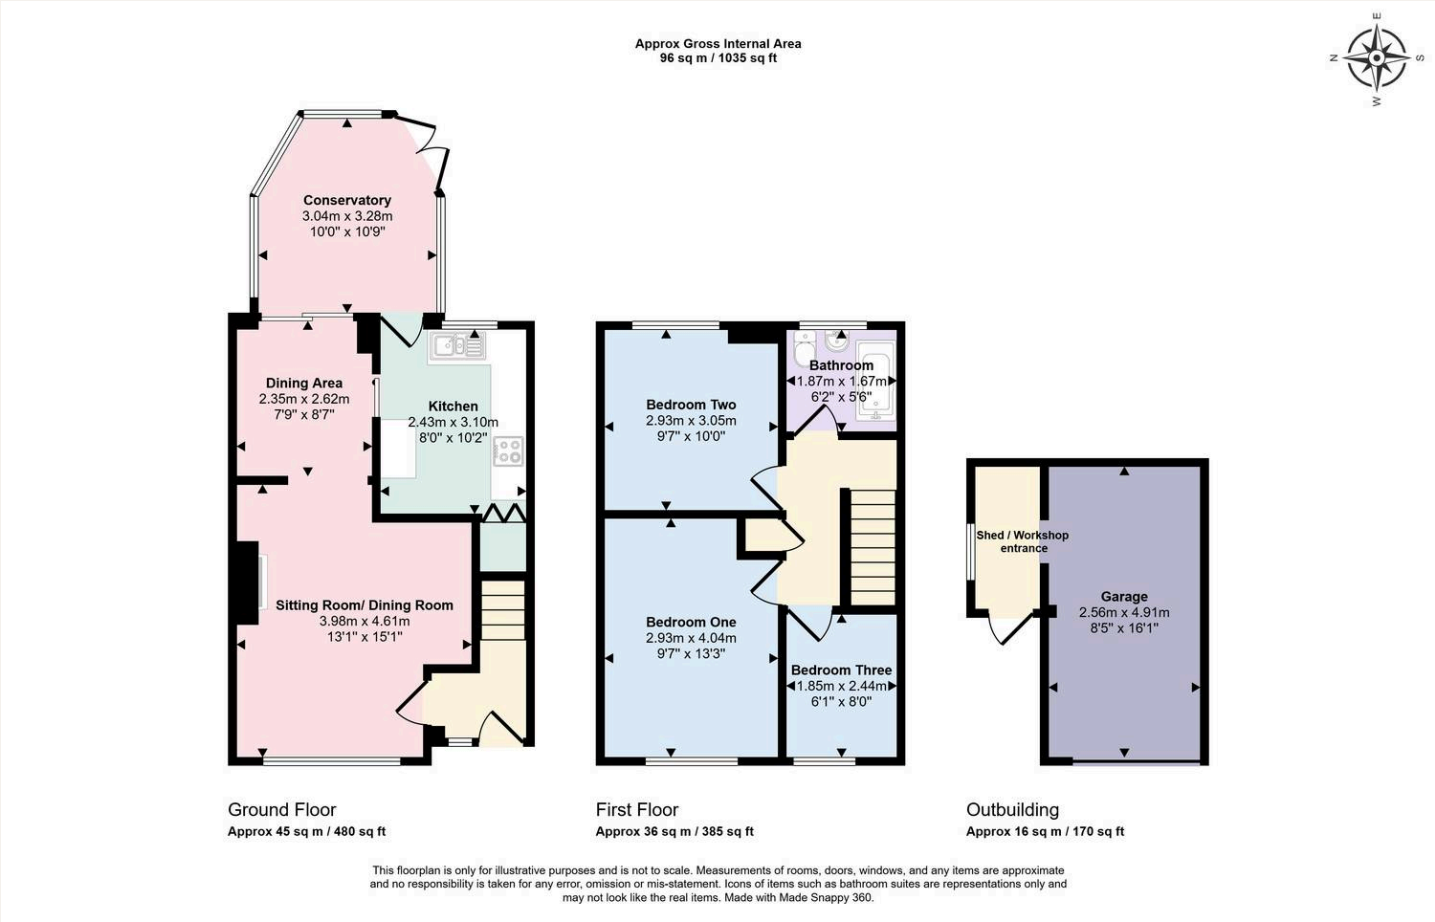 Approx Gross Internal Area
96 sq m / 1035 sq ft
E
N
S
W
Conservatory
3.04m x 3.28m
10'0" x 10'9"
Dining Area
2.35m x 2.62m
7'9" x 8'7"
Kitchen
2.43m x 3.10m
8'0" x 10'2"
Sitting Room/ Dining Room
3.98m x 4.61m
13'1" x 15'1"
Bedroom Two
2.93m x 3.05m
9'7" x 10'0"
Bathroom
1.87m x 1.67m
6'2" x 5'6"
Bedroom One
2.93m x 4.04m
9'7" x 13'3"
Bedroom Three
1.85m x 2.44m
6'1" x 8'0"
Shed / Workshop
entrance
Garage
2.56m x 4.91m
8'5" x 16'1"
Ground Floor
Approx 45 sq m / 480 sq ft
First Floor
Approx 36 sq m / 385 sq ft
Outbuilding
Approx 16 sq m / 170 sq ft
This floorplan is only for illustrative purposes and is not to scale. Measurements of rooms, doors, windows, and any items are approximate
and no responsibility is taken for any error, omission or mis-statement. Icons of items such as bathroom suites are representations only and
may not look like the real items. Made with Made Snappy 360.